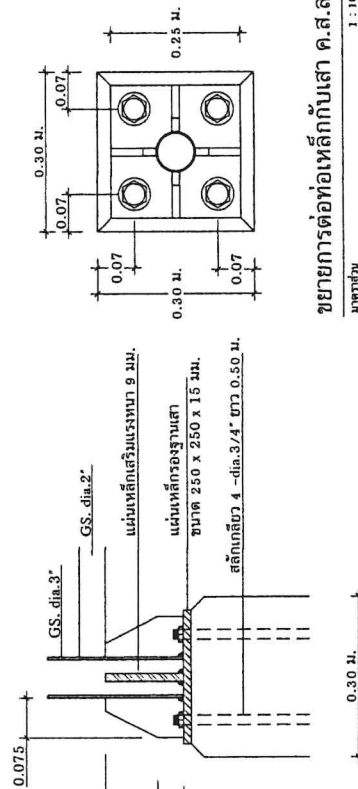 0.075
GS. dia.3"
GS. dia.2"
แผ่นเหล็กเสริมแรงหนา 9 มม.
แผ่นเหล็กรองฐานเสา
ขนาด 250 x 250 x 15 มม.
สลักเกลียว 4 -dia.3/4" ยาว 0.50 ม.
0.30 ม.
0.30 ม.
0.07
0.07
0.25 ม.
0.07
0.07
0.30 ม.
ขยายการต่อท่อเหล็กกับเสา ค.ส.ล
มาตราส่วน